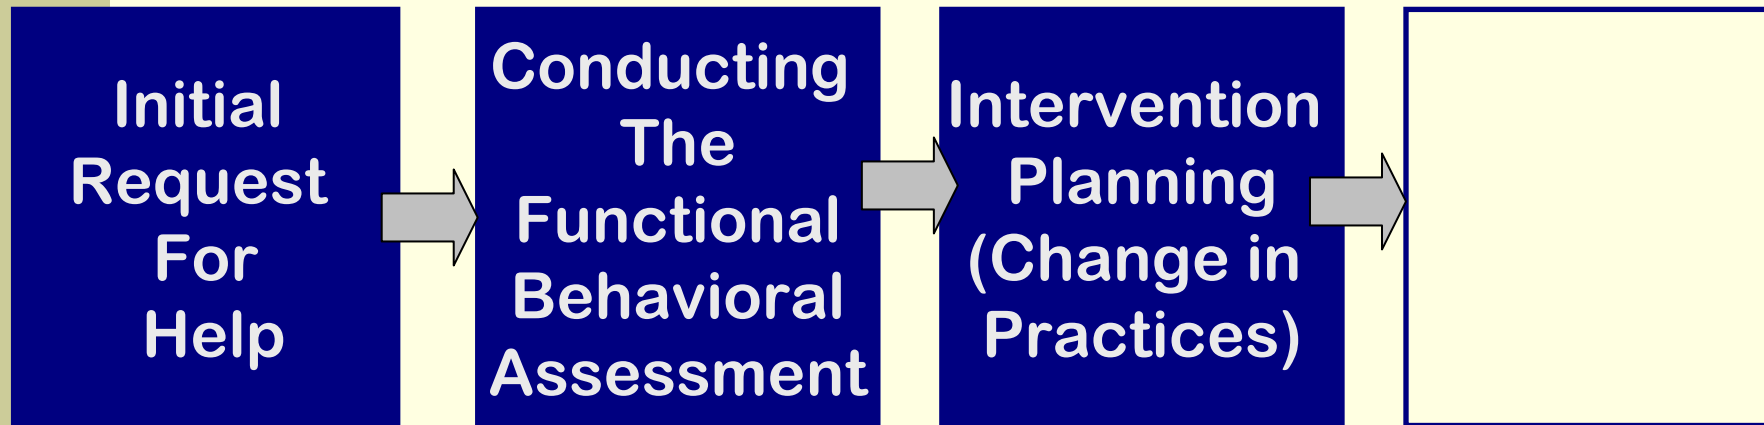 Initial
Request
For
Help
Conducting
The
Functional
Behavioral
Assessment
Intervention
Planning
(Change in
Practices)